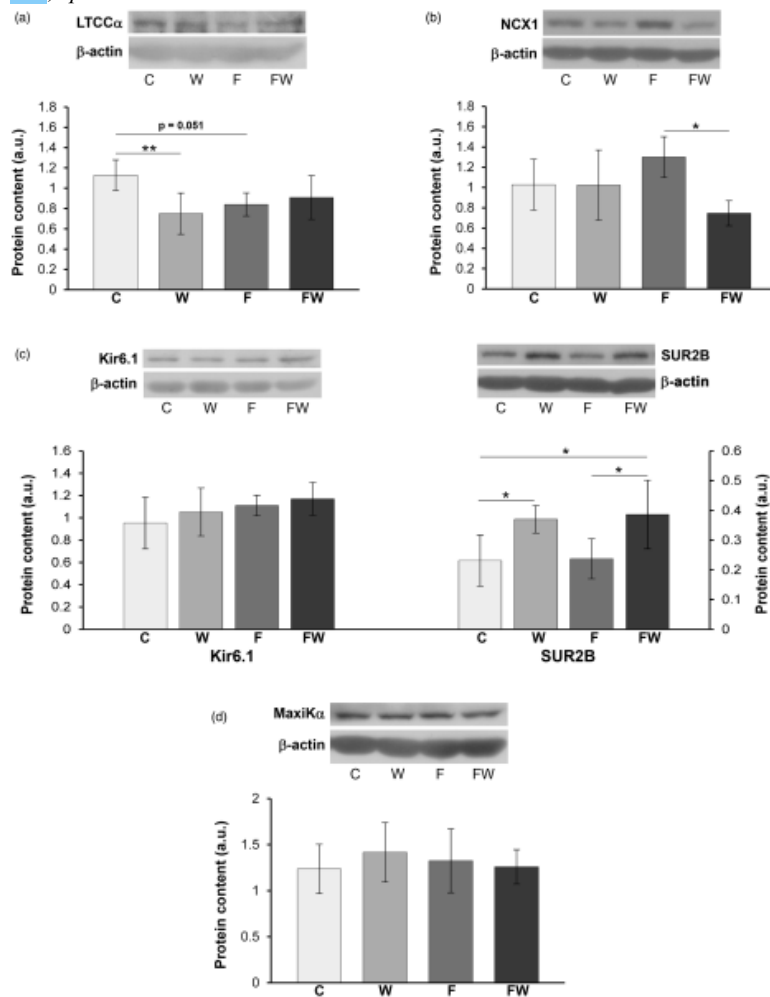 (a)
LTCCα
β-actin
C W F FW
Protein content (a.u.)
1.8
1.6
1.4
1.2
1
0.8
0.6
0.4
0.2
0
p = 0.051
**
C W F FW
(b)
NCX1
β-actin
C W F FW
Protein content (a.u.)
1.8
1.6
1.4
1.2
1
0.8
0.6
0.4
0.2
0
*
C W F FW
(c)
Kir6.1
β-actin
C W F FW
Protein content (a.u.)
1.6
1.4
1.2
1
0.8
0.6
0.4
0.2
0
C W F FW
Kir6.1
SUR2B
β-actin
C W F FW
*
*
*
0.6
0.5
0.4
0.3
0.2
0.1
0
Protein content (a.u.)
C W F FW
SUR2B
(d)
MaxiKα
β-actin
C W F FW
Protein content (a.u.)
2
1.5
1
0.5
0
C W F FW